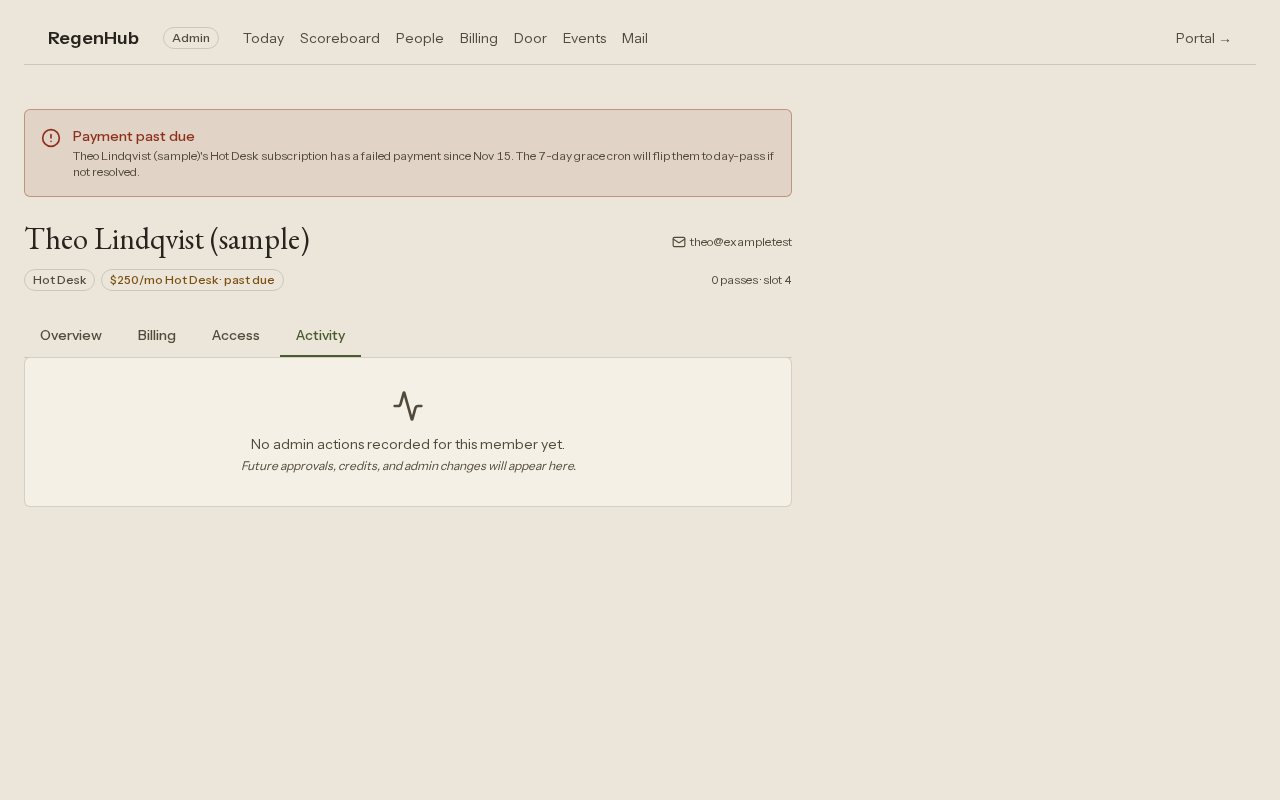 RegenHub Admin Today Scoreboard People Billing Door Events Mail Portal →
Payment past due
Theo Lindqvist (sample)'s Hot Desk subscription has a failed payment since Nov 15. The 7-day grace cron will flip them to day-pass if
not resolved.
Theo Lindqvist (sample) theo@example.test
Hot Desk $250/mo Hot Desk · past due 0 passes · slot 4
Overview Billing Access Activity
No admin actions recorded for this member yet.
Future approvals, credits, and admin changes will appear here.